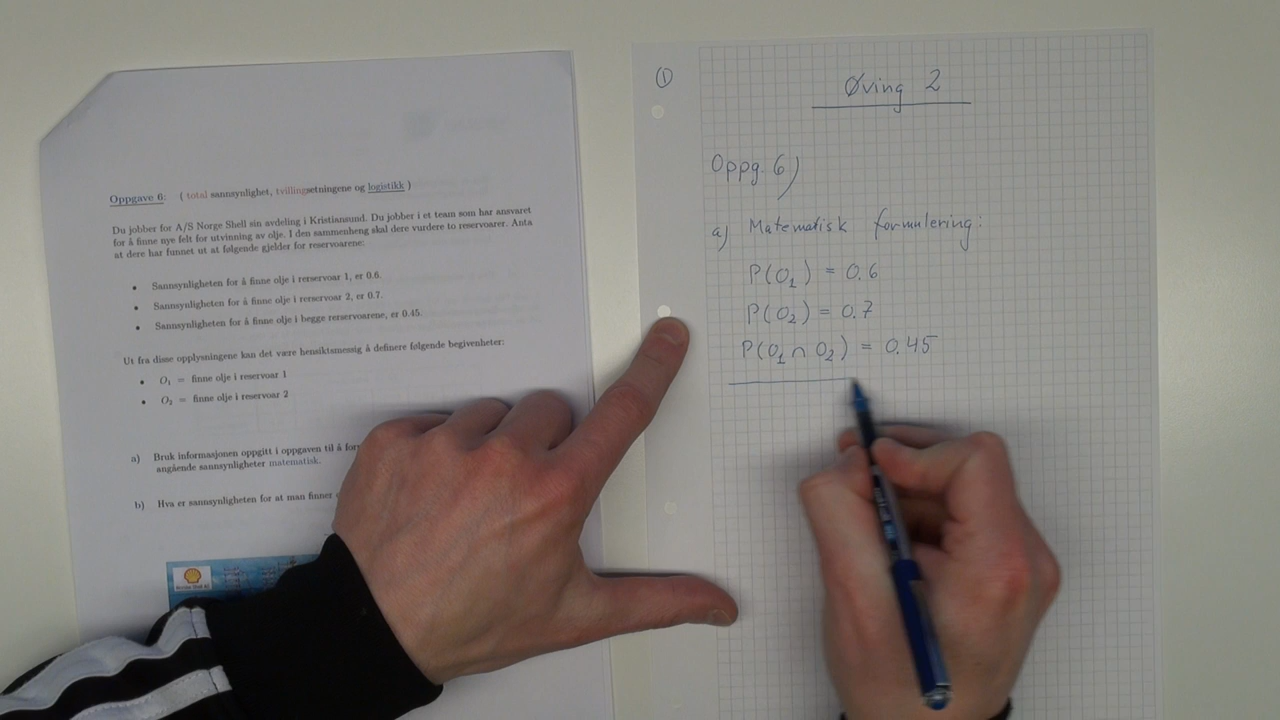 Oppgave 6: ( total sannsynlighet, tvillingsetningene og logistikk )
Du jobber for A/S Norge Shell sin avdeling i Kristiansund. Du jobber i et team som har ansvaret
for å finne nye felt for utvinning av olje. I den sammenheng skal dere vurdere to reservoarer. Anta
at dere har funnet ut at følgende gjelder for reservoarene:
• Sannsynligheten for å finne olje i rerservoar 1, er 0.6.
• Sannsynligheten for å finne olje i rerservoar 2, er 0.7.
• Sannsynligheten for å finne olje i begge rerservoarene, er 0.45.
Ut fra disse opplysningene kan det være hensiktsmessig å definere følgende begivenheter:
• O₁ = finne olje i reservoar 1
• O₂ = finne olje i reservoar 2
a) Bruk informasjonen oppgitt i oppgaven til å
angående sannsynligheter matematisk.
b) Hva er sannsynligheten for at man finner
①
Øving 2
Oppg. 6)
a) Matematisk formulering:
P(O₁) = 0.6
P(O₂) = 0.7
P(O₁ ∩ O₂) = 0.45